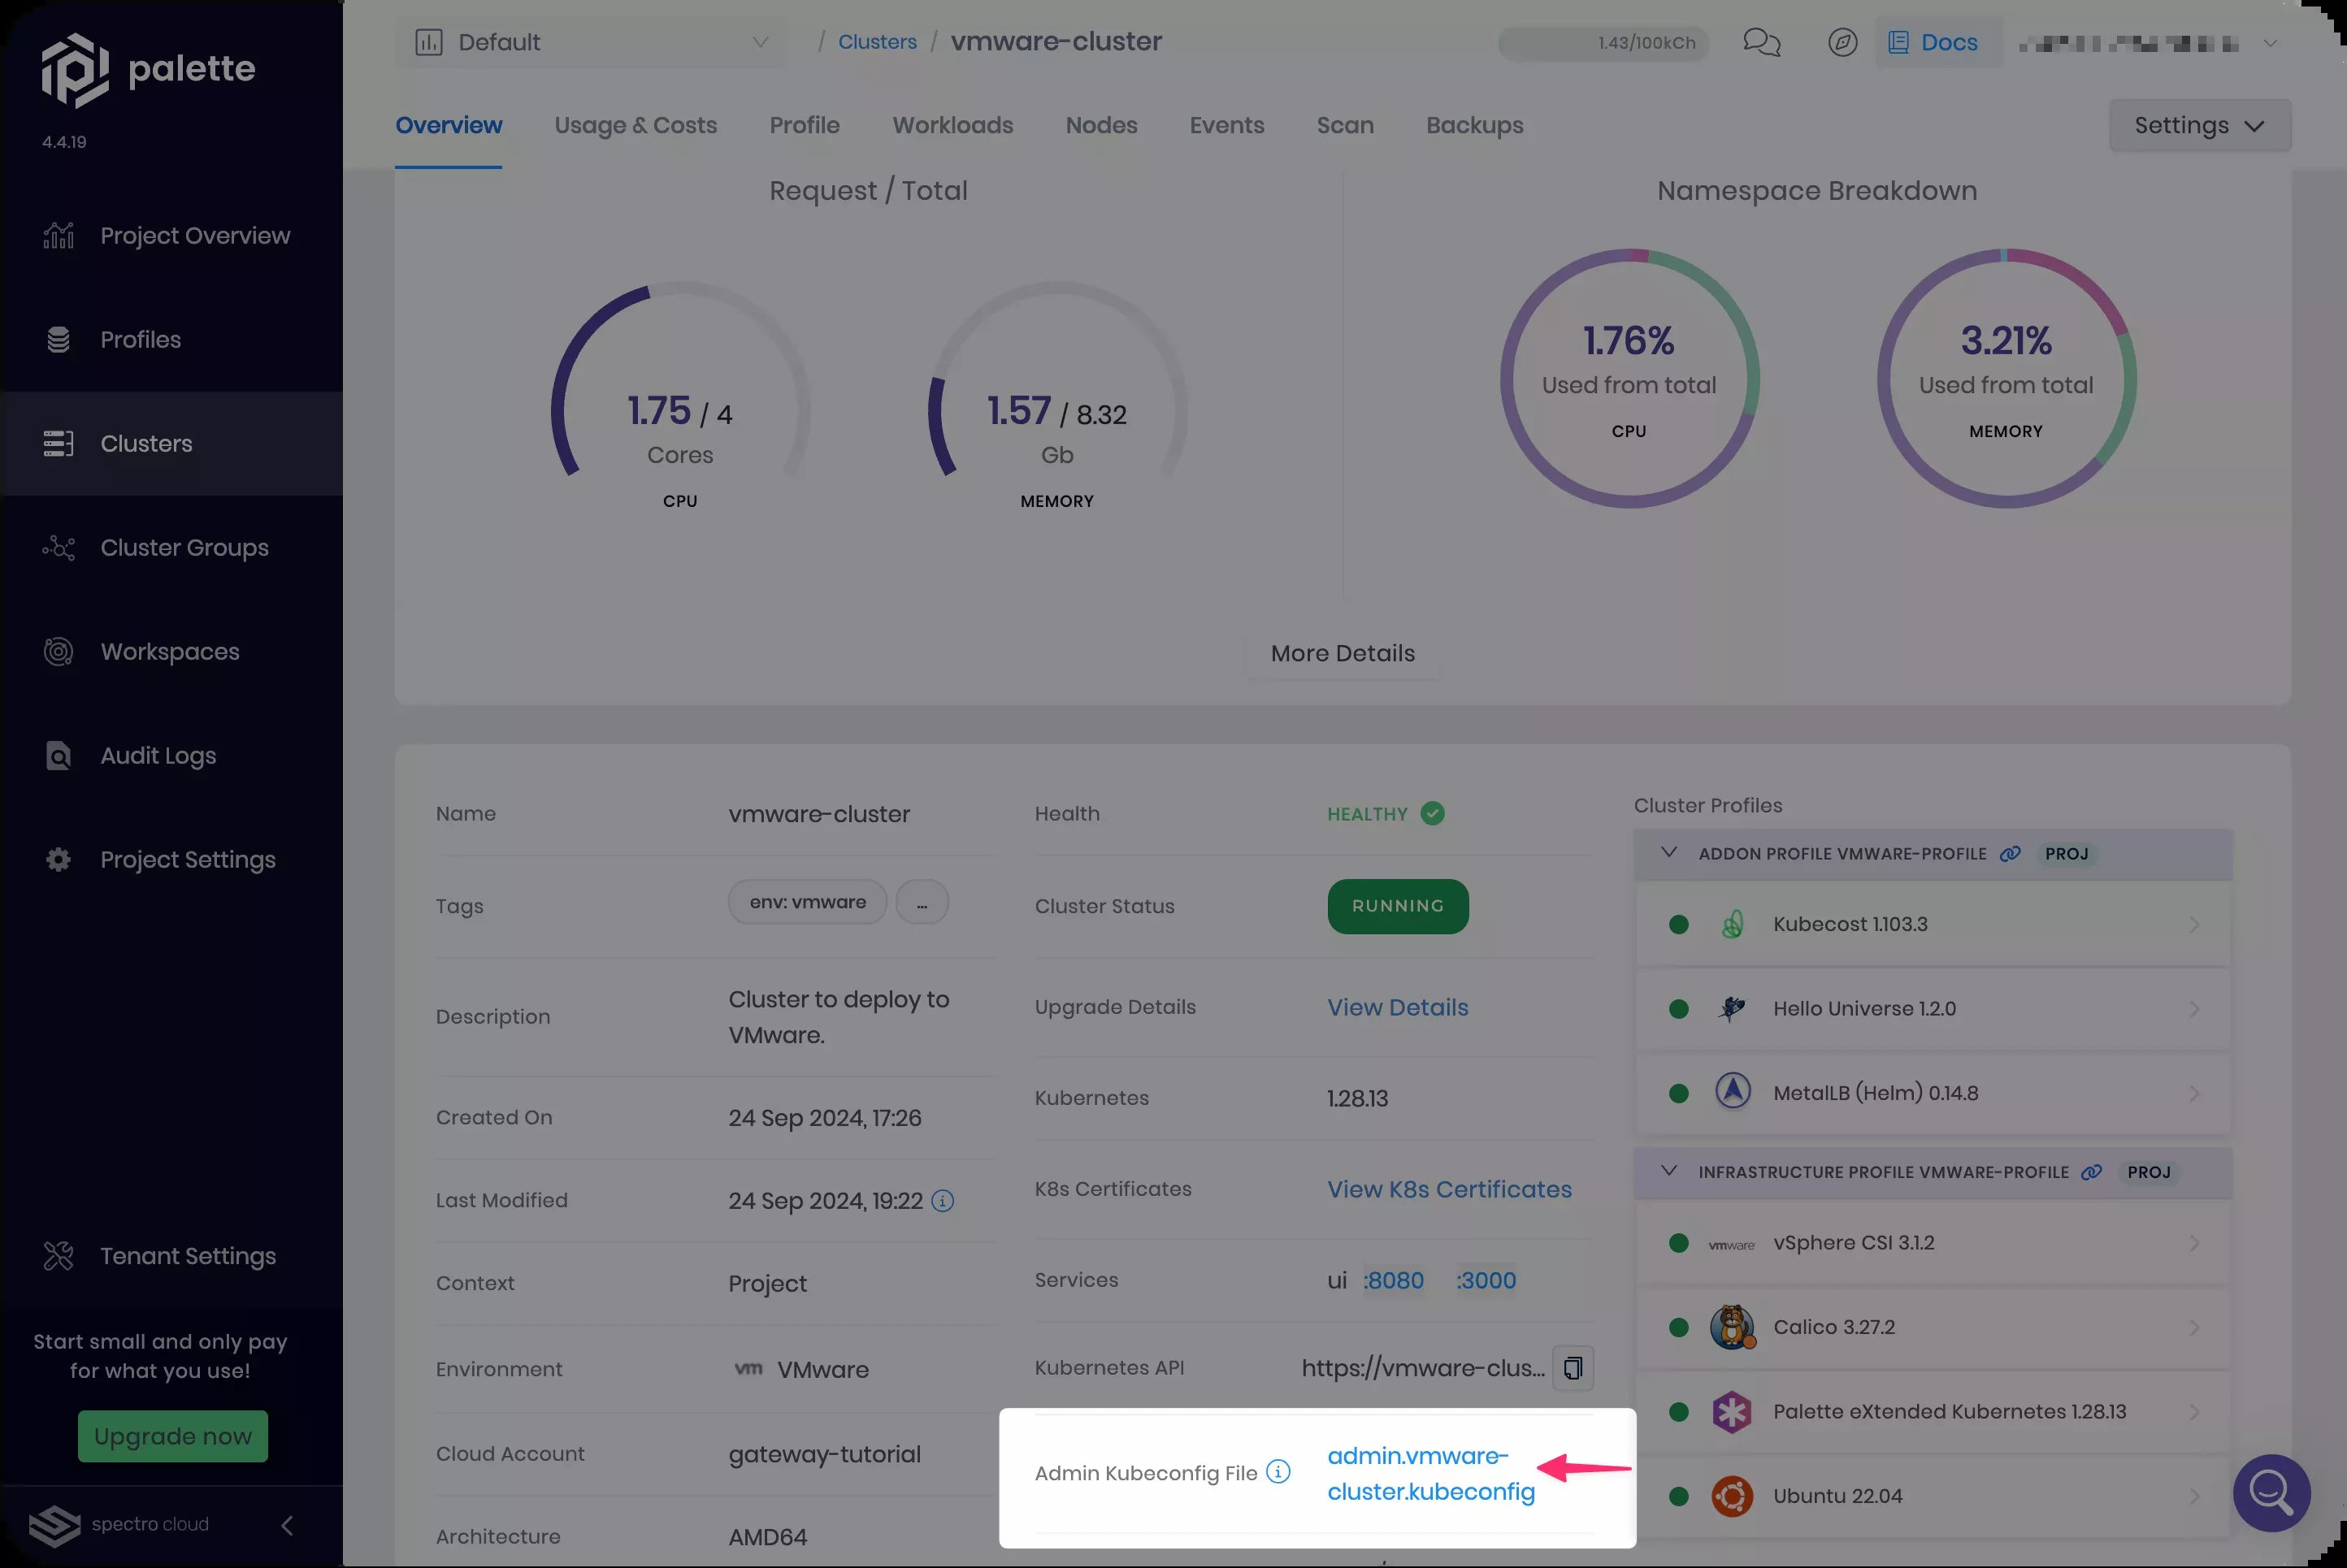 palette
4.4.19
Project Overview
Profiles
Clusters
Cluster Groups
Workspaces
Audit Logs
Project Settings
Tenant Settings
Start small and only pay
for what you use!
Upgrade now
spectro cloud
Default
/ Clusters / vmware-cluster
1.43/100kCh
Docs
Overview
Usage & Costs
Profile
Workloads
Nodes
Events
Scan
Backups
Settings
Request / Total
1.75 / 4
Cores
CPU
1.57 / 8.32
Gb
MEMORY
Namespace Breakdown
1.76%
Used from total
CPU
3.21%
Used from total
MEMORY
More Details
Name
vmware-cluster
Tags
env: vmware
...
Description
Cluster to deploy to
VMware.
Created On
24 Sep 2024, 17:26
Last Modified
24 Sep 2024, 19:22
Context
Project
Environment
vm VMware
Cloud Account
gateway-tutorial
Architecture
AMD64
Health
HEALTHY
Cluster Status
RUNNING
Upgrade Details
View Details
Kubernetes
1.28.13
K8s Certificates
View K8s Certificates
Services
ui :8080 :3000
Kubernetes API
https://vmware-clus...
Admin Kubeconfig File
admin.vmware-
cluster.kubeconfig
Cluster Profiles
ADDON PROFILE VMWARE-PROFILE
PROJ
Kubecost 1.103.3
Hello Universe 1.2.0
MetalLB (Helm) 0.14.8
INFRASTRUCTURE PROFILE VMWARE-PROFILE
PROJ
vmware vSphere CSI 3.1.2
Calico 3.27.2
Palette eXtended Kubernetes 1.28.13
Ubuntu 22.04